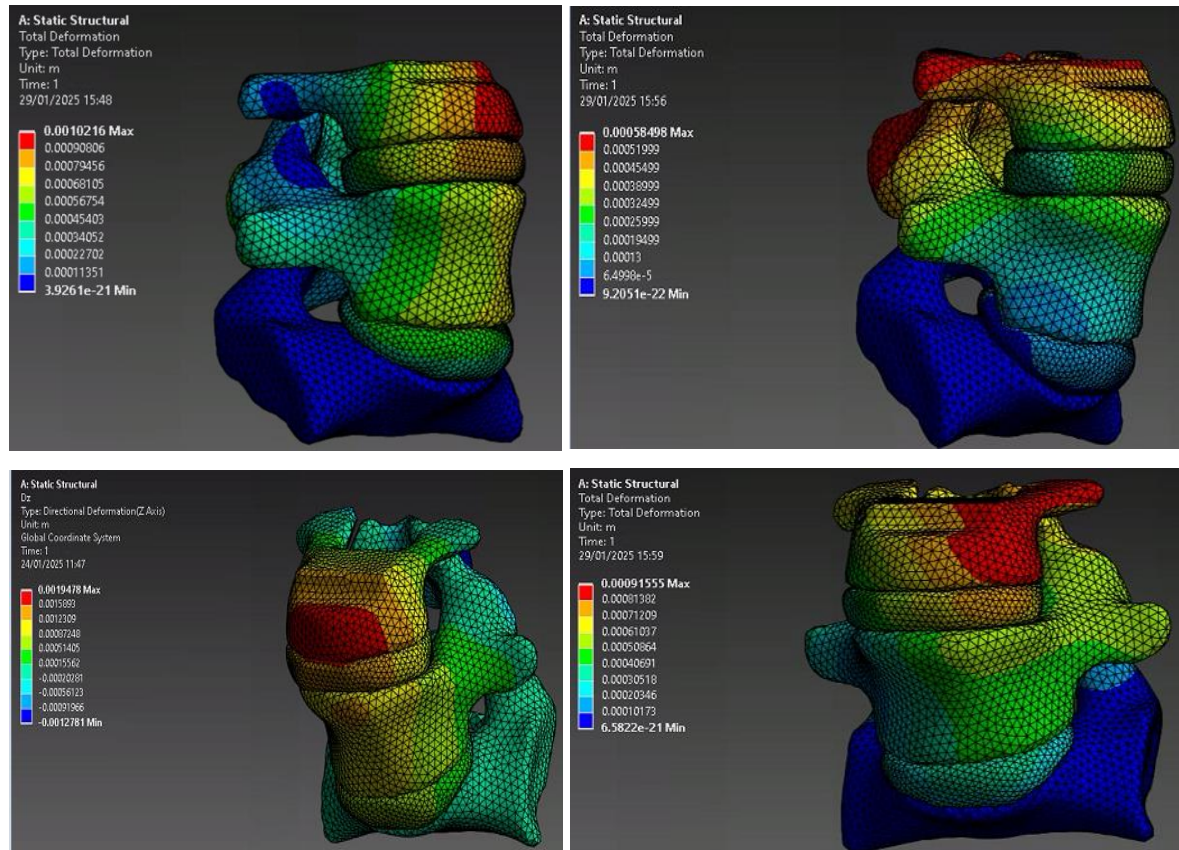 A: Static Structural
Total Deformation
Type: Total Deformation
Unit: m
Time: 1
29/01/2025 15:48
0.0010216 Max
0.00090806
0.00079456
0.00068105
0.00056754
0.00045403
0.00034052
0.00022702
0.00011351
3.9261e-21 Min
A: Static Structural
Total Deformation
Type: Total Deformation
Unit: m
Time: 1
29/01/2025 15:56
0.00058498 Max
0.00051999
0.00045499
0.00038999
0.00032499
0.00025999
0.00019499
0.00013
6.4998e-5
9.2051e-22 Min
A: Static Structural
Dz
Type: Directional Deformation(Z Axis)
Unit: m
Global Coordinate System
Time: 1
24/01/2025 11:47
0.0019478 Max
0.0015893
0.0012309
0.00087248
0.00051405
0.00015562
-0.00020281
-0.00056123
-0.00091966
-0.0012781 Min
A: Static Structural
Total Deformation
Type: Total Deformation
Unit: m
Time: 1
29/01/2025 15:59
0.00091555 Max
0.00081382
0.00071209
0.00061037
0.00050864
0.00040691
0.00030518
0.00020346
0.00010173
6.5822e-21 Min